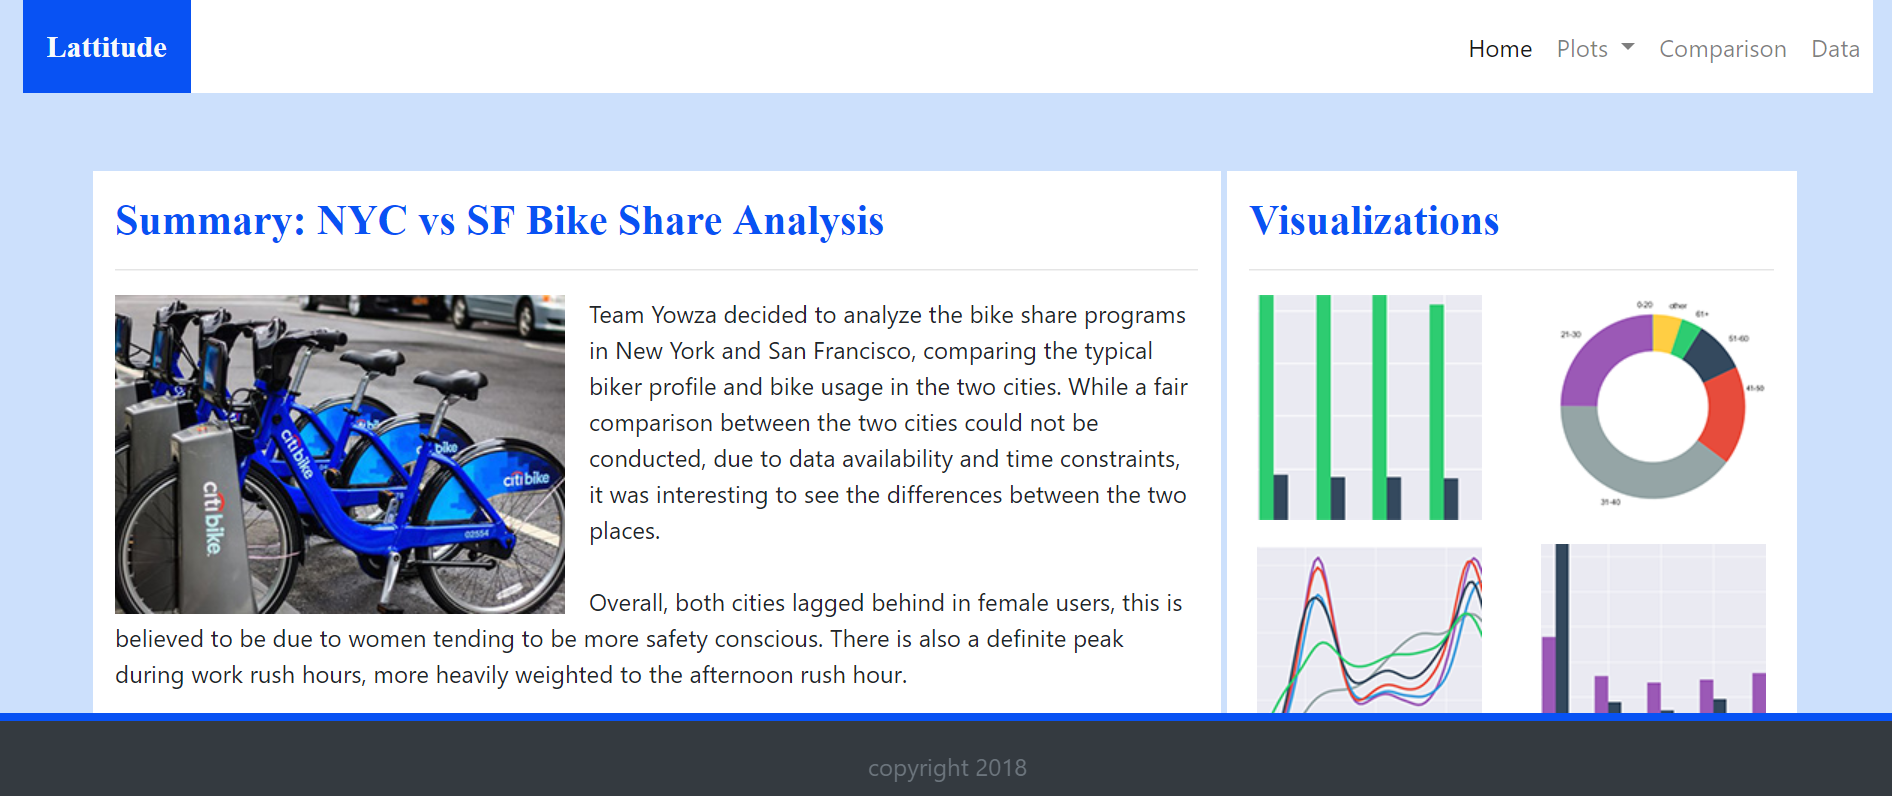 Lattitude
Home Plots Comparison Data
Summary: NYC vs SF Bike Share Analysis
Team Yowza decided to analyze the bike share programs
in New York and San Francisco, comparing the typical
biker profile and bike usage in the two cities. While a fair
comparison between the two cities could not be
conducted, due to data availability and time constraints,
it was interesting to see the differences between the two
places.
Overall, both cities lagged behind in female users, this is
believed to be due to women tending to be more safety conscious. There is also a definite peak
during work rush hours, more heavily weighted to the afternoon rush hour.
citibike
citibike
citibike
bike
02554
Visualizations
0-20
other
61+
51-60
41-50
31-40
21-30
copyright 2018